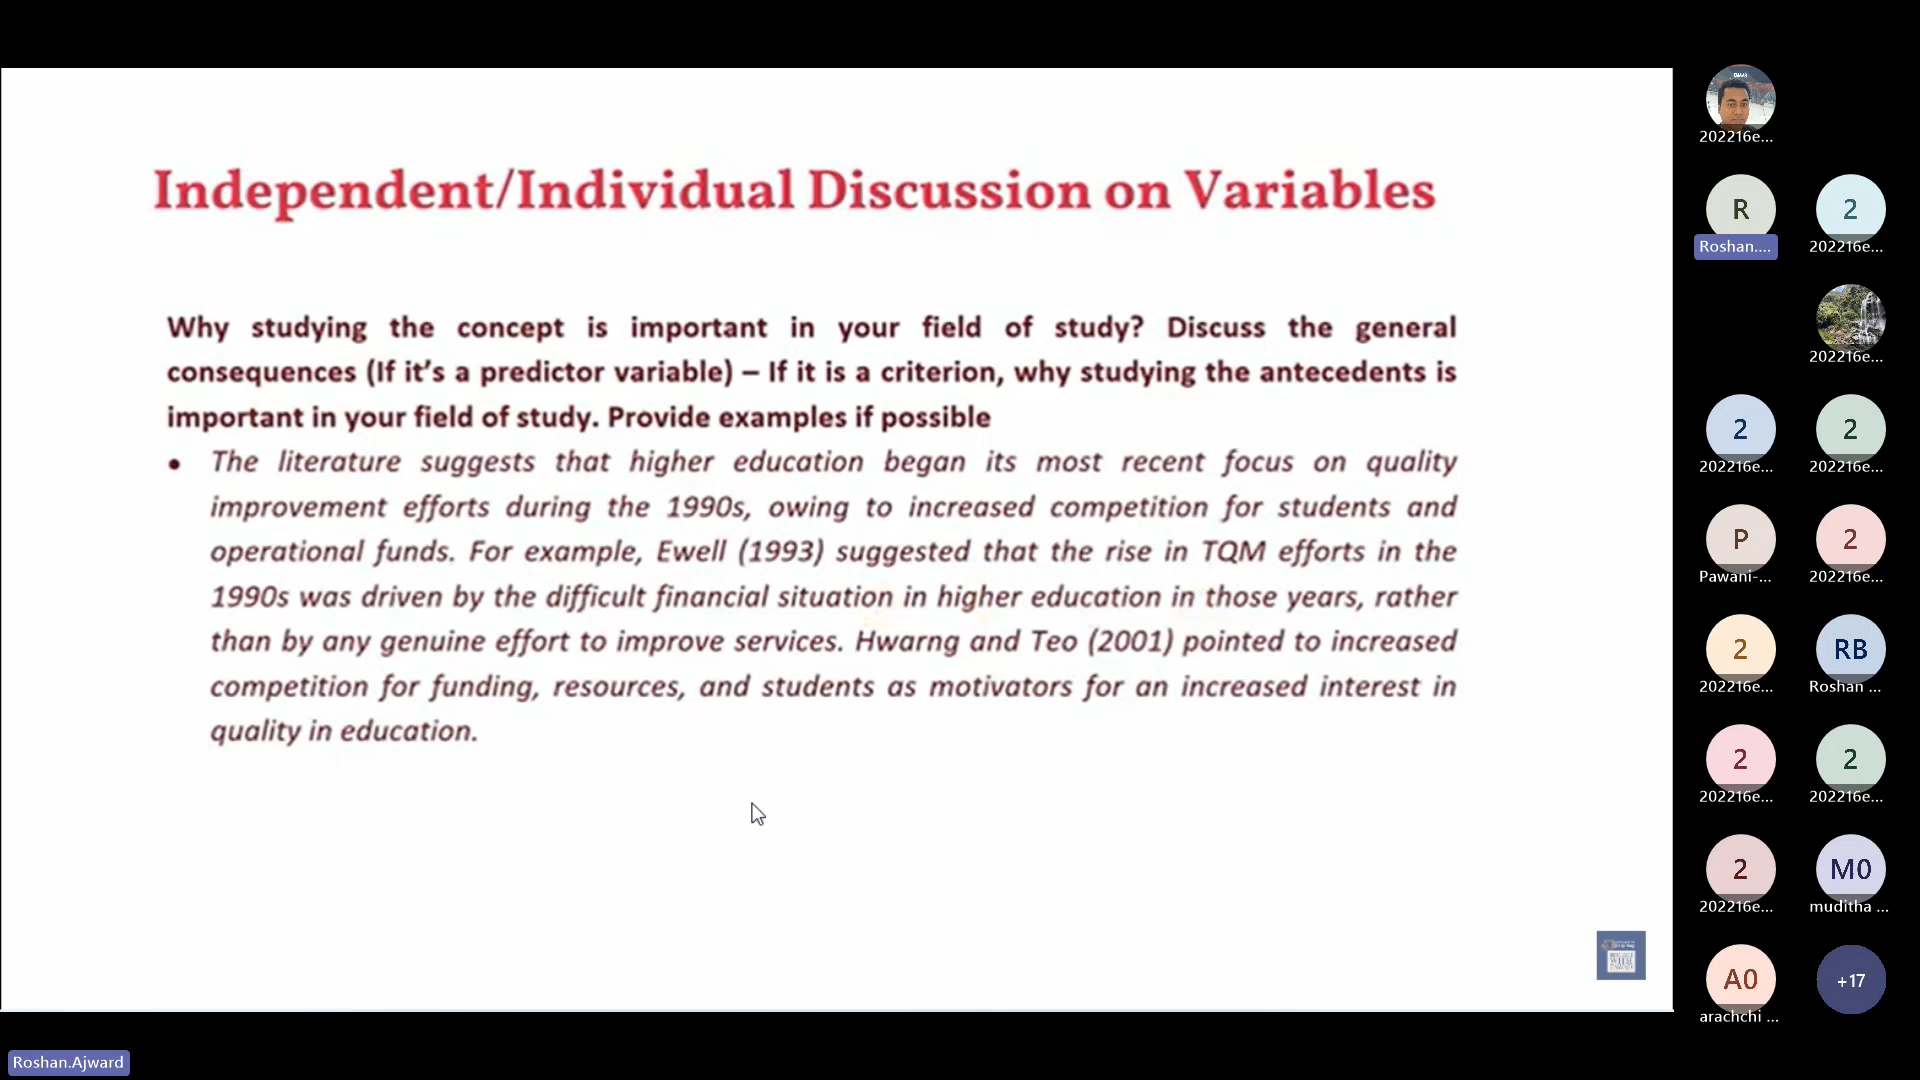 Independent/Individual Discussion on Variables
Why studying the concept is important in your field of study? Discuss the general
consequences (If it's a predictor variable) – If it is a criterion, why studying the antecedents is
important in your field of study. Provide examples if possible
• The literature suggests that higher education began its most recent focus on quality
improvement efforts during the 1990s, owing to increased competition for students and
operational funds. For example, Ewell (1993) suggested that the rise in TQM efforts in the
1990s was driven by the difficult financial situation in higher education in those years, rather
than by any genuine effort to improve services. Hwarng and Teo (2001) pointed to increased
competition for funding, resources, and students as motivators for an increased interest in
quality in education.
202216e...
R
Roshan....
2
202216e...
202216e...
2
202216e...
2
202216e...
P
Pawani-...
2
202216e...
2
202216e...
RB
Roshan ...
2
202216e...
2
202216e...
2
202216e...
M0
muditha ...
A0
arachchi ...
+17
Roshan.Ajward